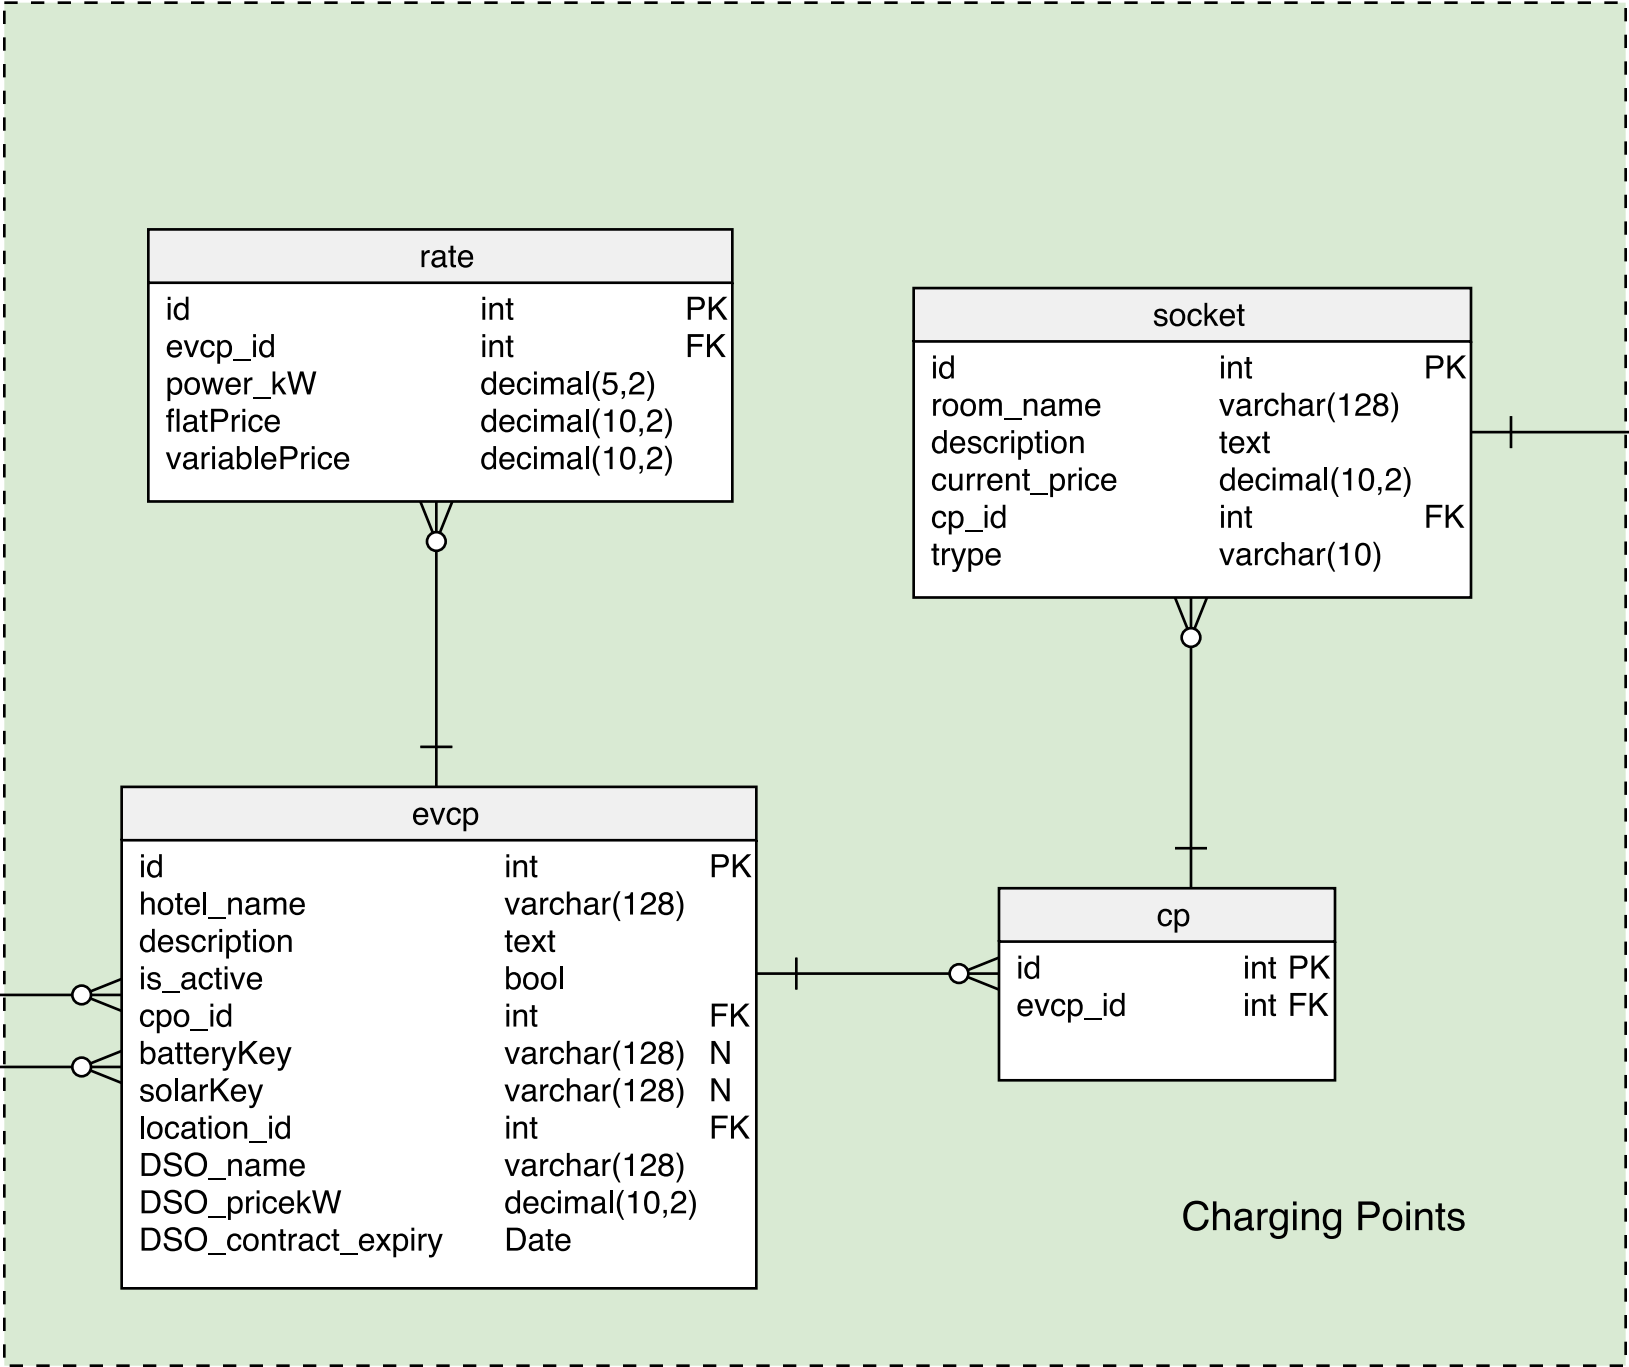 rate
id int PK
evcp_id int FK
power_kW decimal(5,2)
flatPrice decimal(10,2)
variablePrice decimal(10,2)
socket
id int PK
room_name varchar(128)
description text
current_price decimal(10,2)
cp_id int FK
trype varchar(10)
evcp
id int PK
hotel_name varchar(128)
description text
is_active bool
cpo_id int FK
batteryKey varchar(128) N
solarKey varchar(128) N
location_id int FK
DSO_name varchar(128)
DSO_pricekW decimal(10,2)
DSO_contract_expiry Date
cp
id int PK
evcp_id int FK
Charging Points